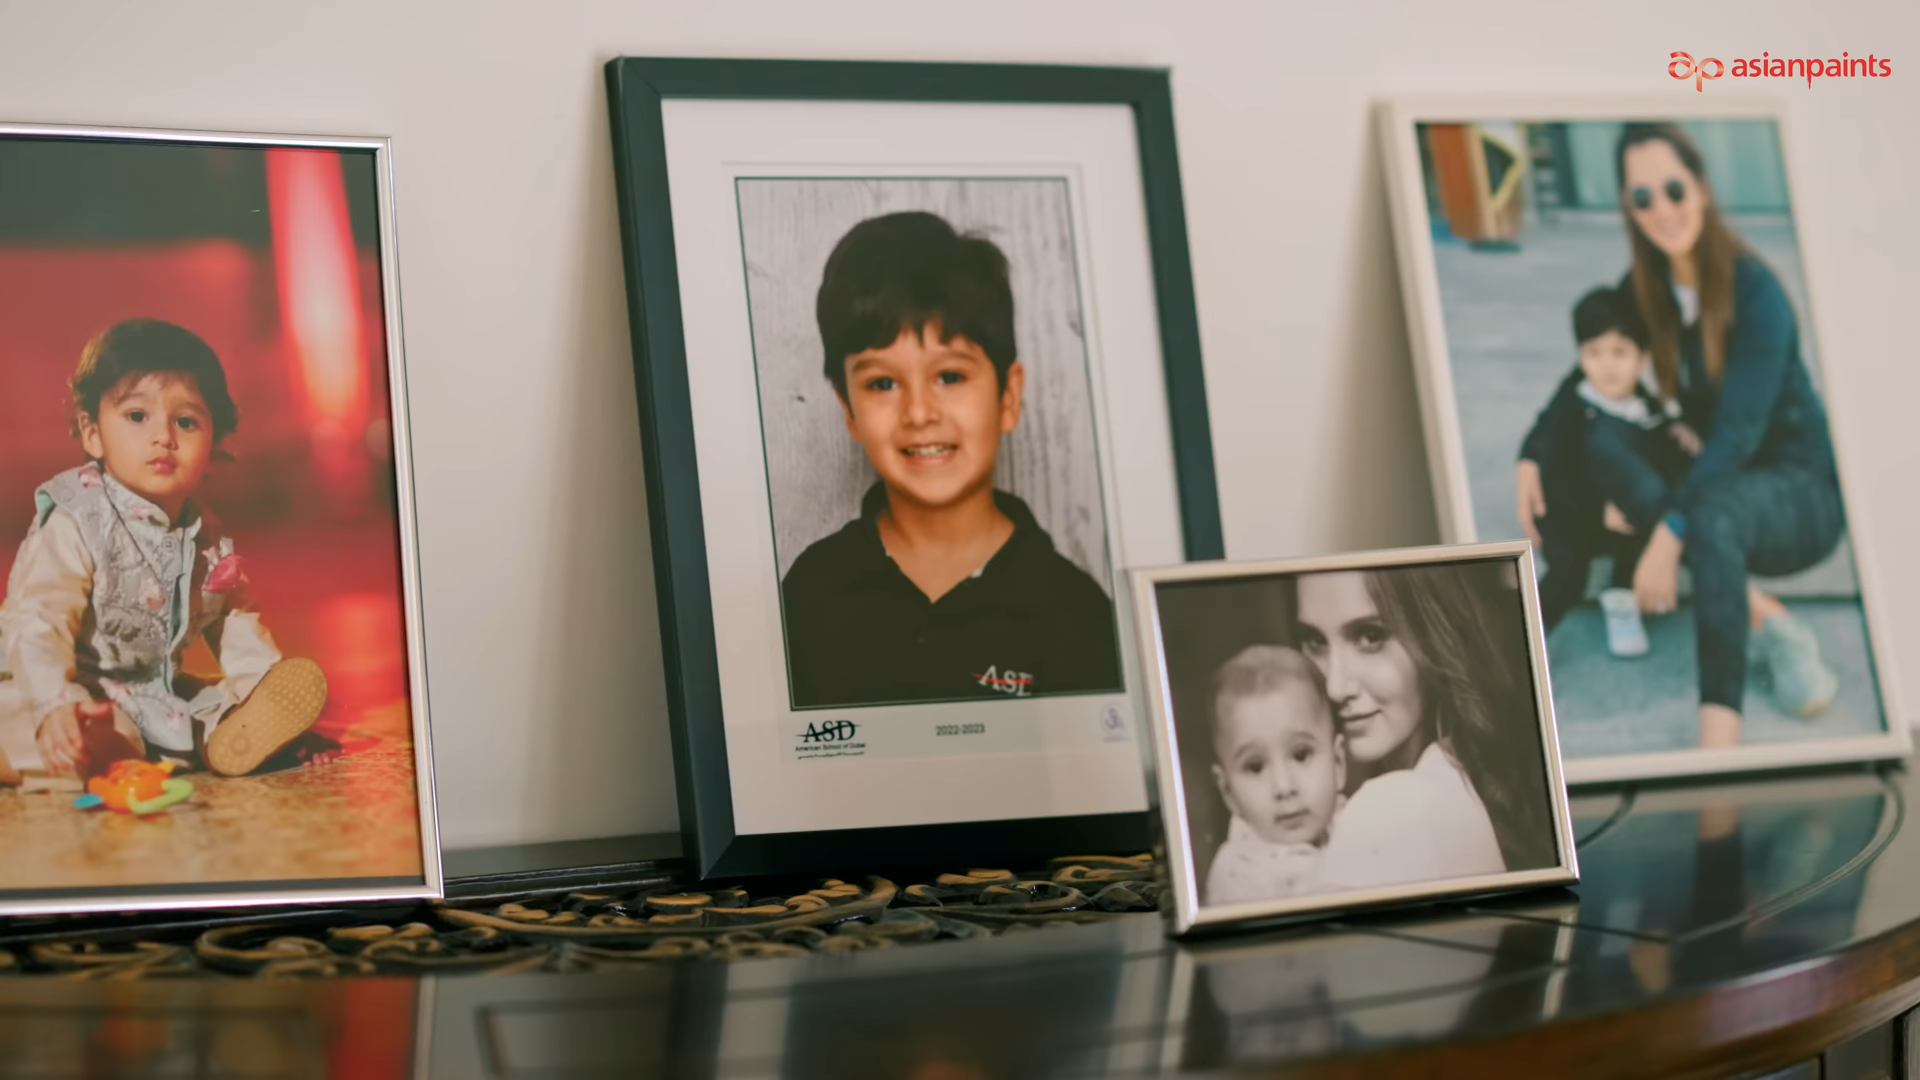 asianpaints
ASD
ASD
American School of Dubai
2022-2023